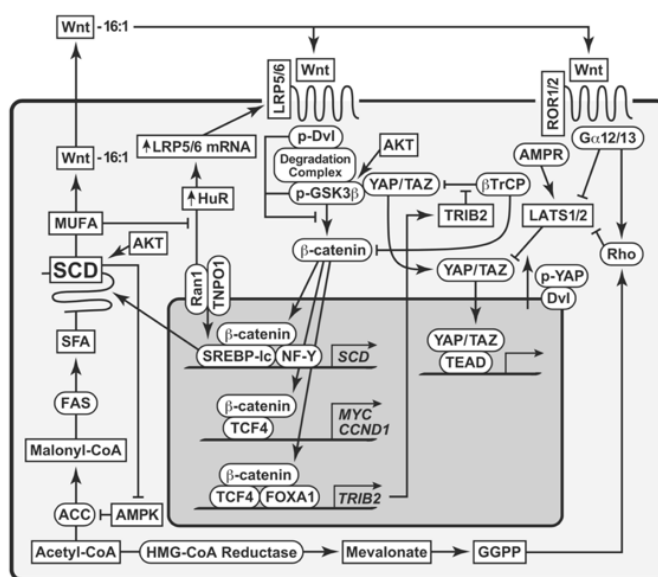 Wnt -16:1
LRP5/6
Wnt
ROR1/2
Wnt
Wnt -16:1
↑LRP5/6 mRNA
p-Dvl
Degradation
Complex
p-GSK3β
AKT
Gα12/13
AMPR
MUFA
↑HuR
YAP/TAZ
βTrCP
TRIB2
LATS1/2
AKT
SCD
β-catenin
Rho
Ran1
TNPO1
YAP/TAZ
p-YAP
Dvl
SFA
β-catenin
SREBP-Ic
NF-Y
SCD
YAP/TAZ
TEAD
FAS
β-catenin
TCF4
MYC
CCND1
Malonyl-CoA
β-catenin
TCF4
FOXA1
TRIB2
ACC
AMPK
Acetyl-CoA
HMG-CoA Reductase
Mevalonate
GGPP